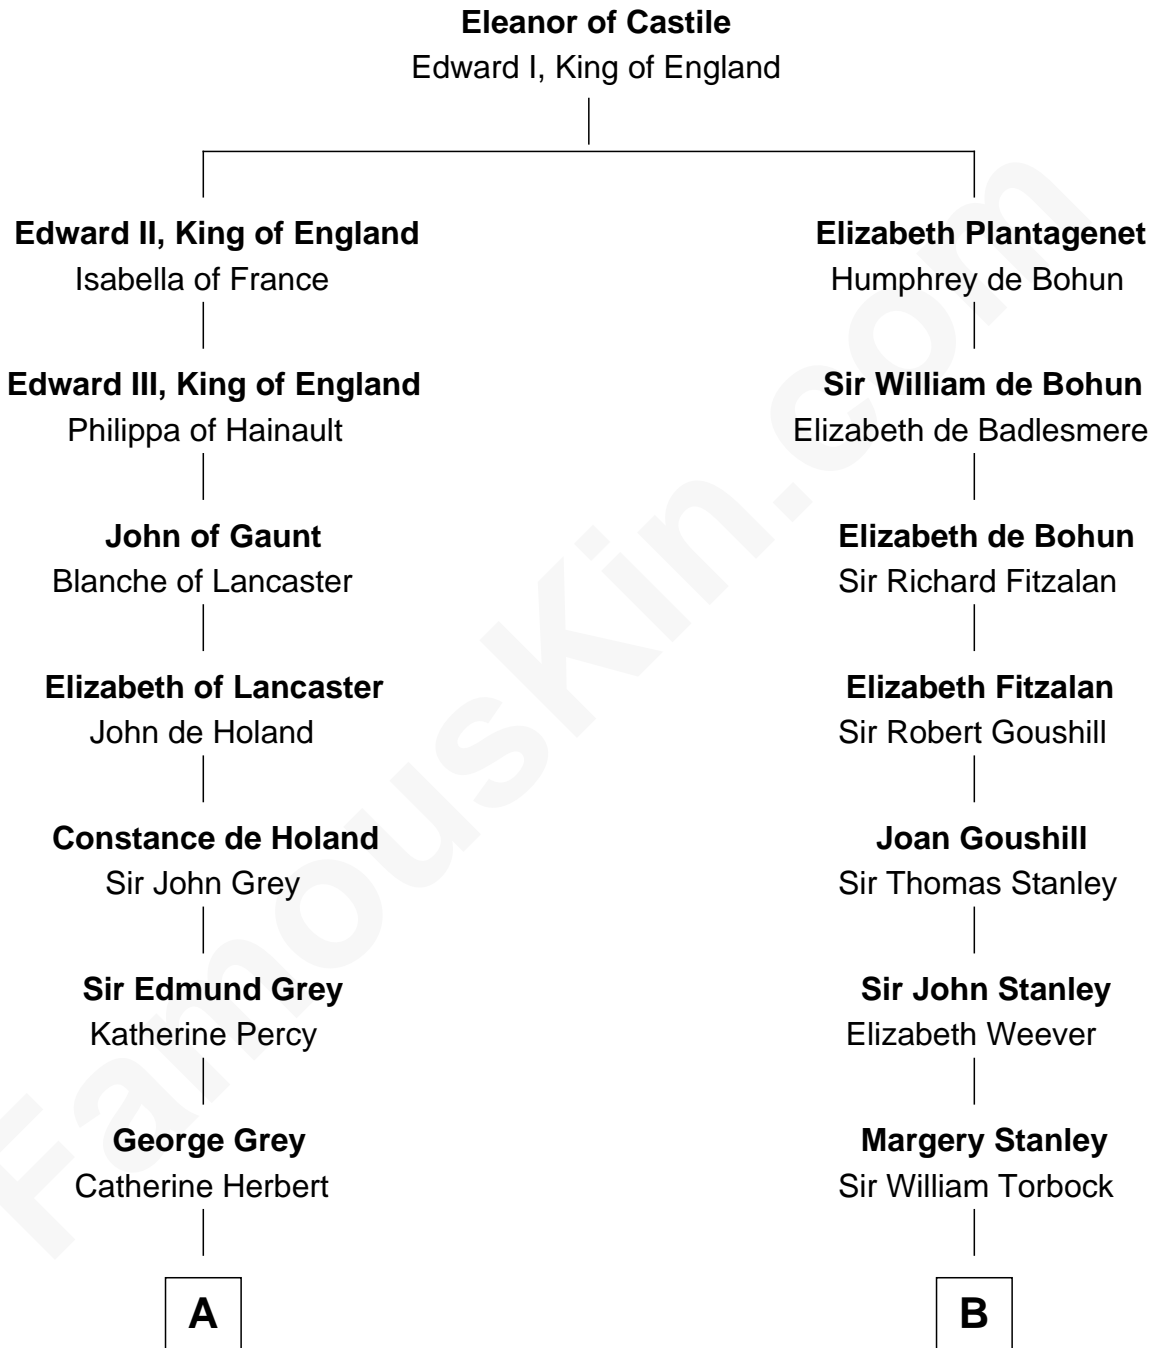 Eleanor of Castile
Edward I, King of England
Edward II, King of England
Isabella of France
Elizabeth Plantagenet
Humphrey de Bohun
Edward III, King of England
Philippa of Hainault
Sir William de Bohun
Elizabeth de Badlesmere
John of Gaunt
Blanche of Lancaster
Elizabeth de Bohun
Sir Richard Fitzalan
Elizabeth of Lancaster
John de Holand
Elizabeth Fitzalan
Sir Robert Goushill
Constance de Holand
Sir John Grey
Joan Goushill
Sir Thomas Stanley
Sir Edmund Grey
Katherine Percy
Sir John Stanley
Elizabeth Weever
George Grey
Catherine Herbert
Margery Stanley
Sir William Torbock
A
B
FamousKin.com